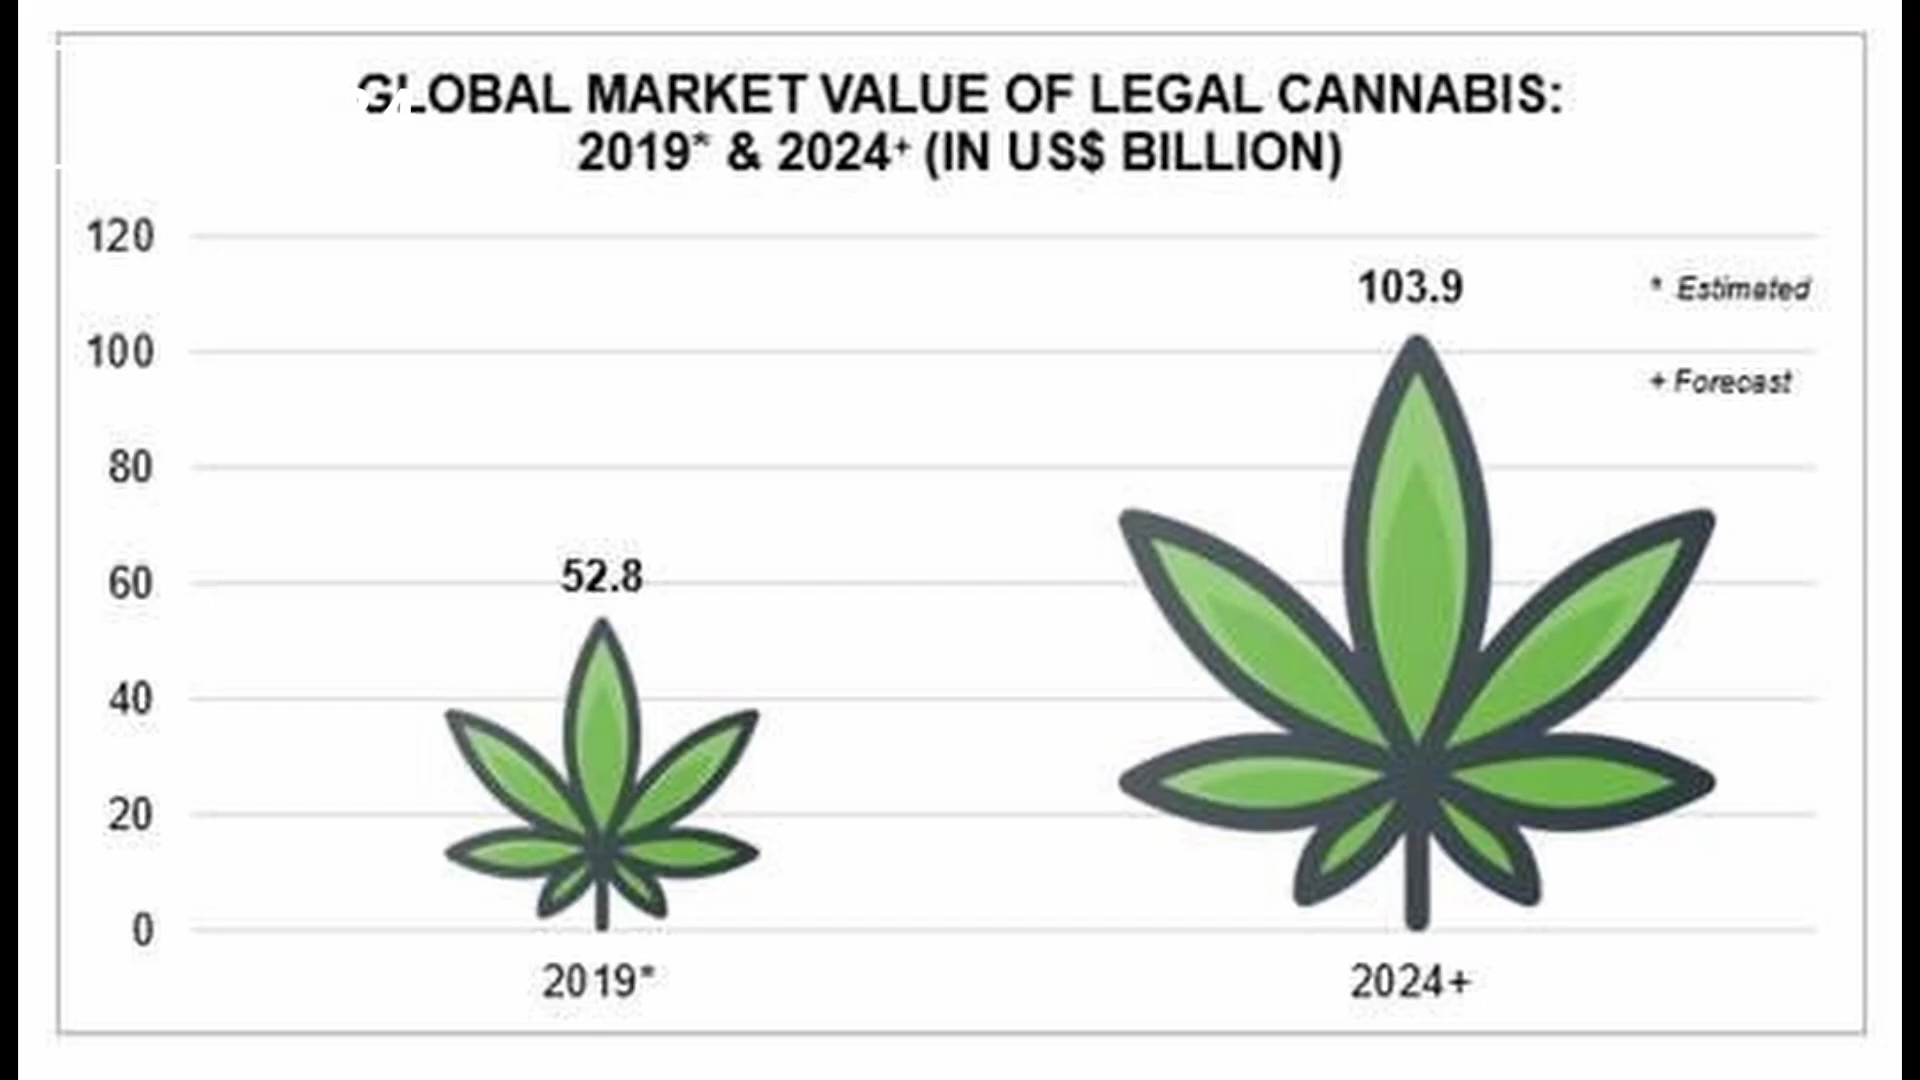 GLOBAL MARKET VALUE OF LEGAL CANNABIS:
2019* & 2024+ (IN US$ BILLION)
120
103.9
* Estimated
100
+ Forecast
80
52.8
60
40
20
0
2019*
2024+